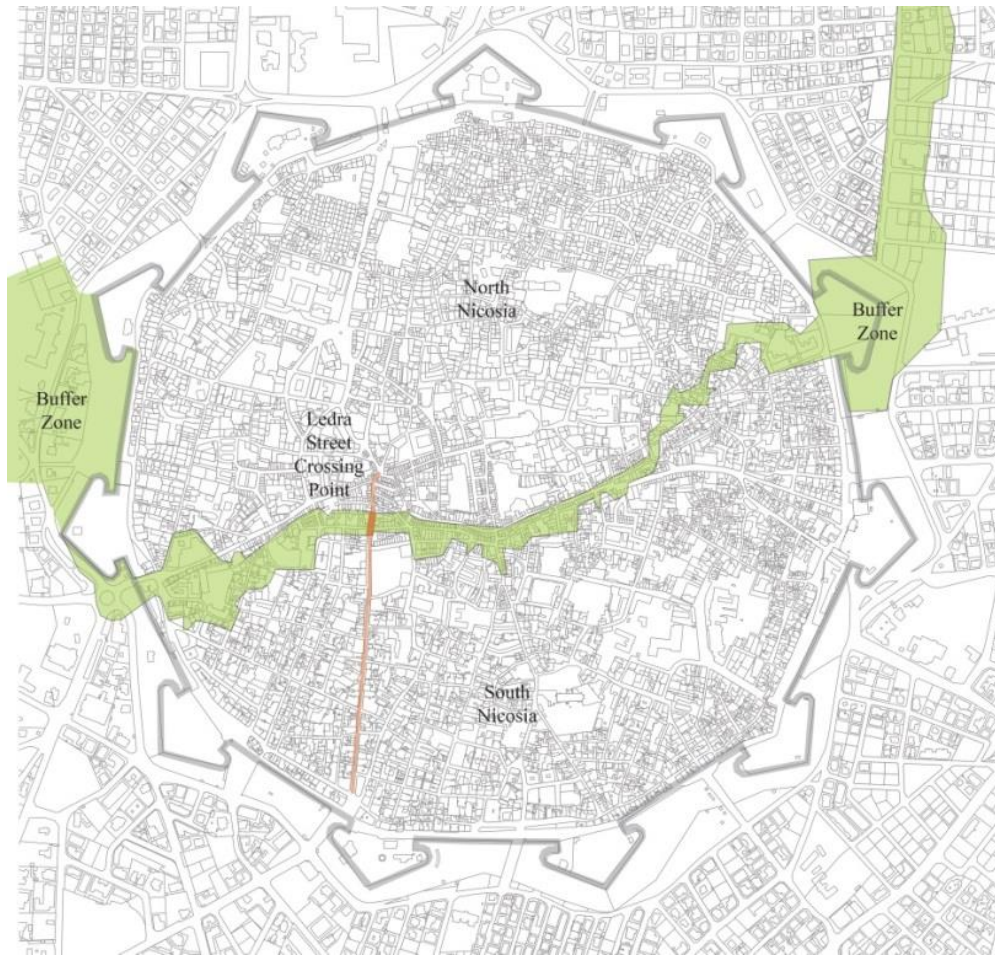 North
Nicosia
Buffer
Zone
Buffer
Zone
Ledra
Street
Crossing
Point
South
Nicosia